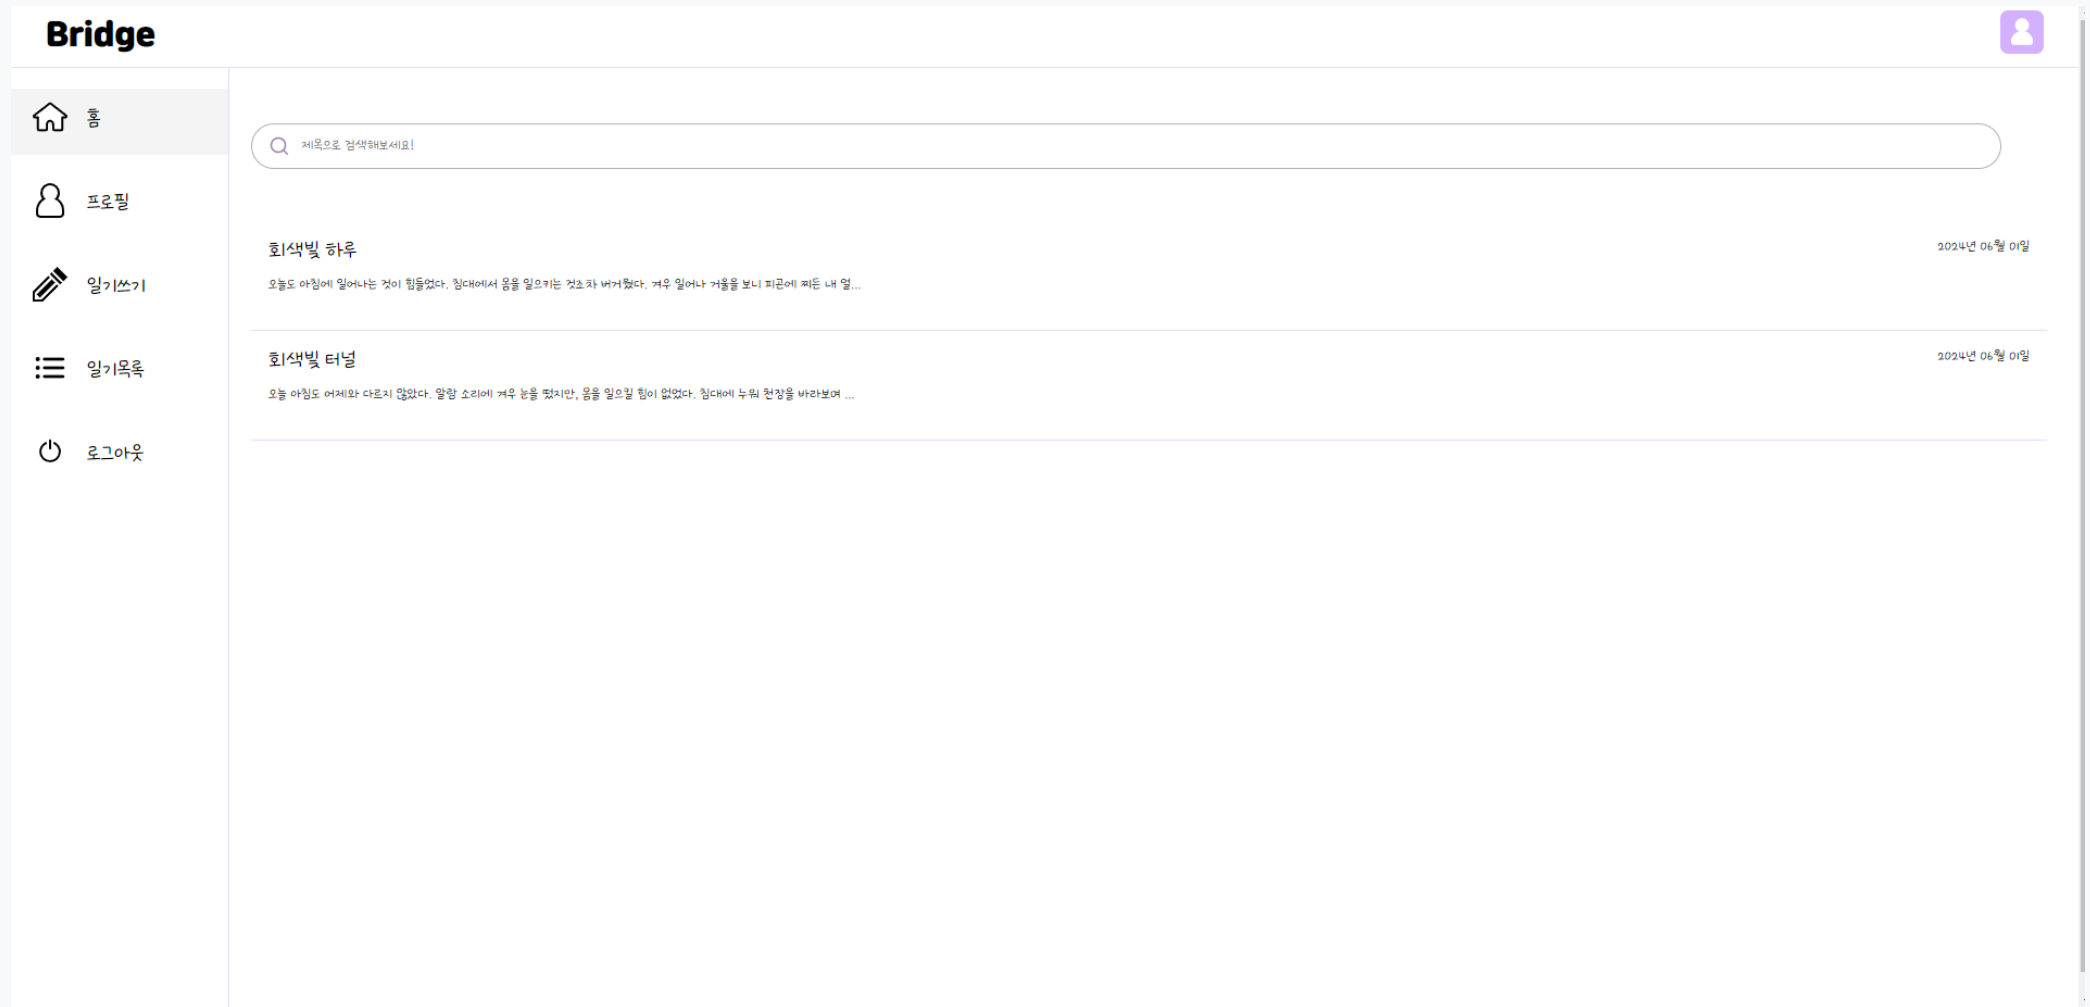 Bridge
홈
프로필
일기쓰기
일기목록
로그아웃
제목으로 검색해보세요!
회색빛 하루
2024년 06월 01일
오늘도 아침에 일어나는 것이 힘들었다. 침대에서 몸을 일으키는 것조차 버거웠다. 겨우 일어나 거울을 보니 피곤에 찌든 내 얼...
회색빛 터널
2024년 06월 01일
오늘 아침도 어제와 다르지 않았다. 알람 소리에 겨우 눈을 떴지만, 몸을 일으킬 힘이 없었다. 침대에 누워 천장을 바라보며 ...